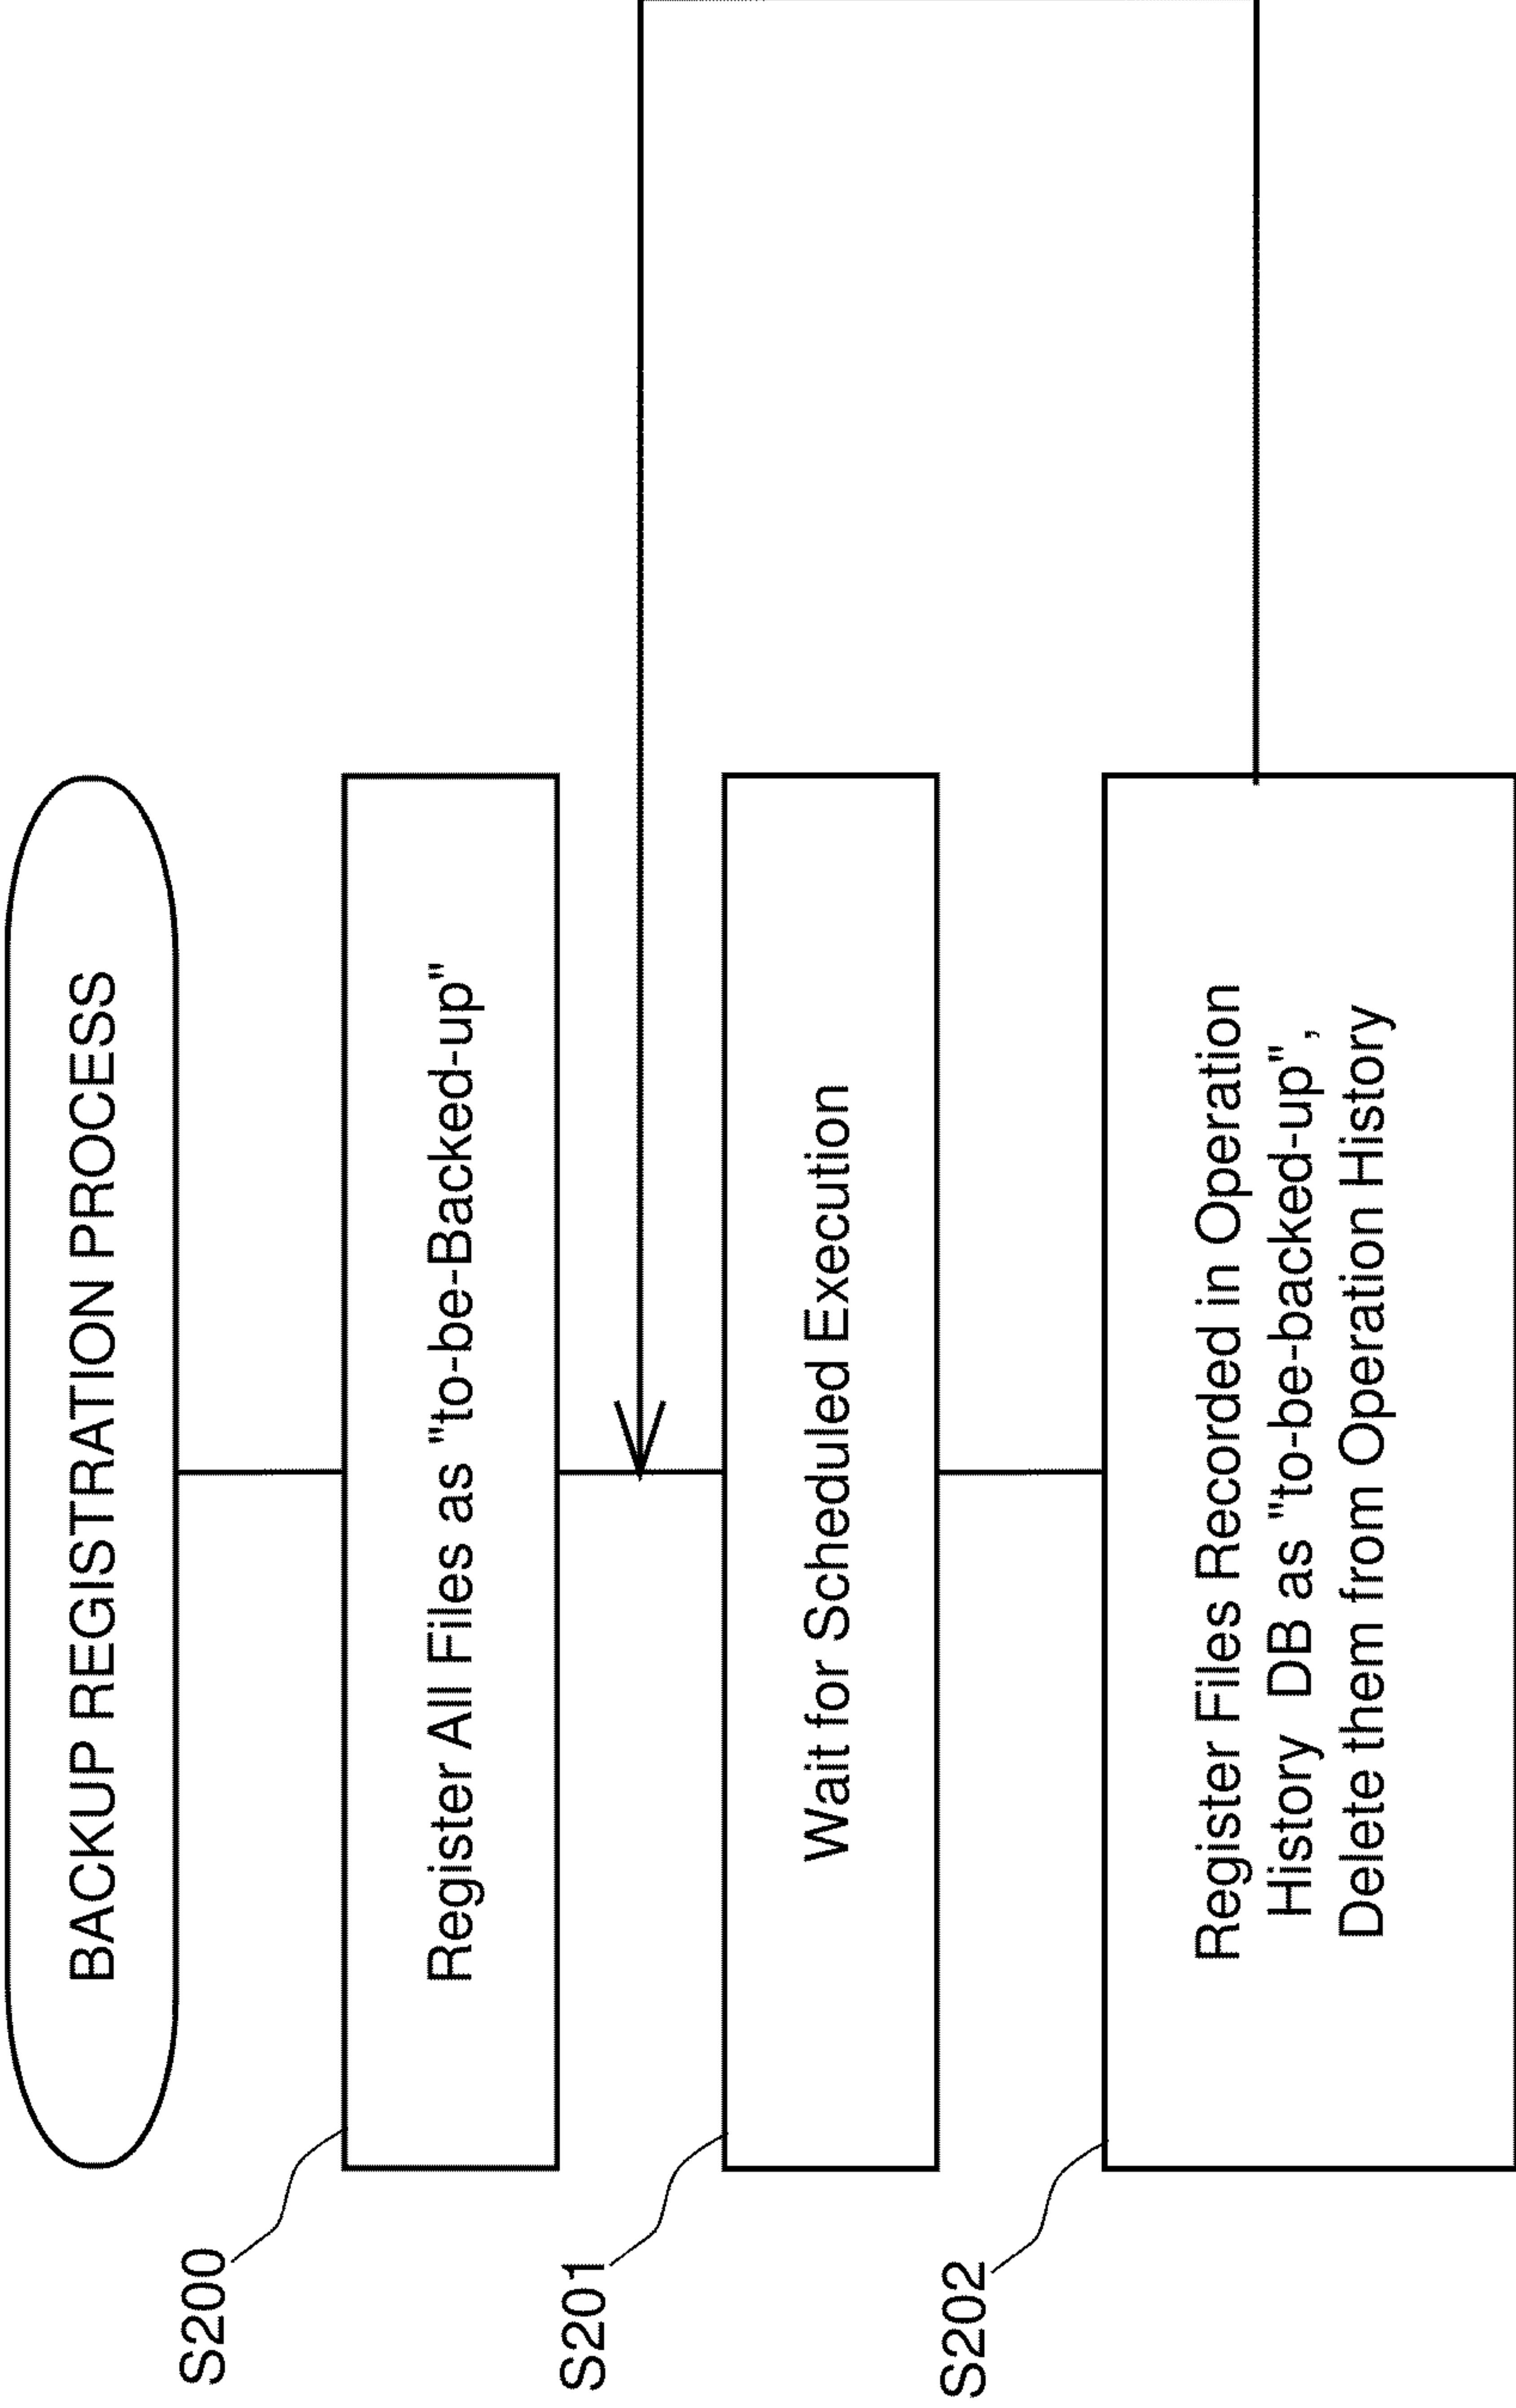 BACKUP REGISTRATION PROCESS
S200
Register All Files as "to-be-Backed-up"
S201
Wait for Scheduled Execution
S202
Register Files Recorded in Operation
History DB as "to-be-backed-up",
Delete them from Operation History